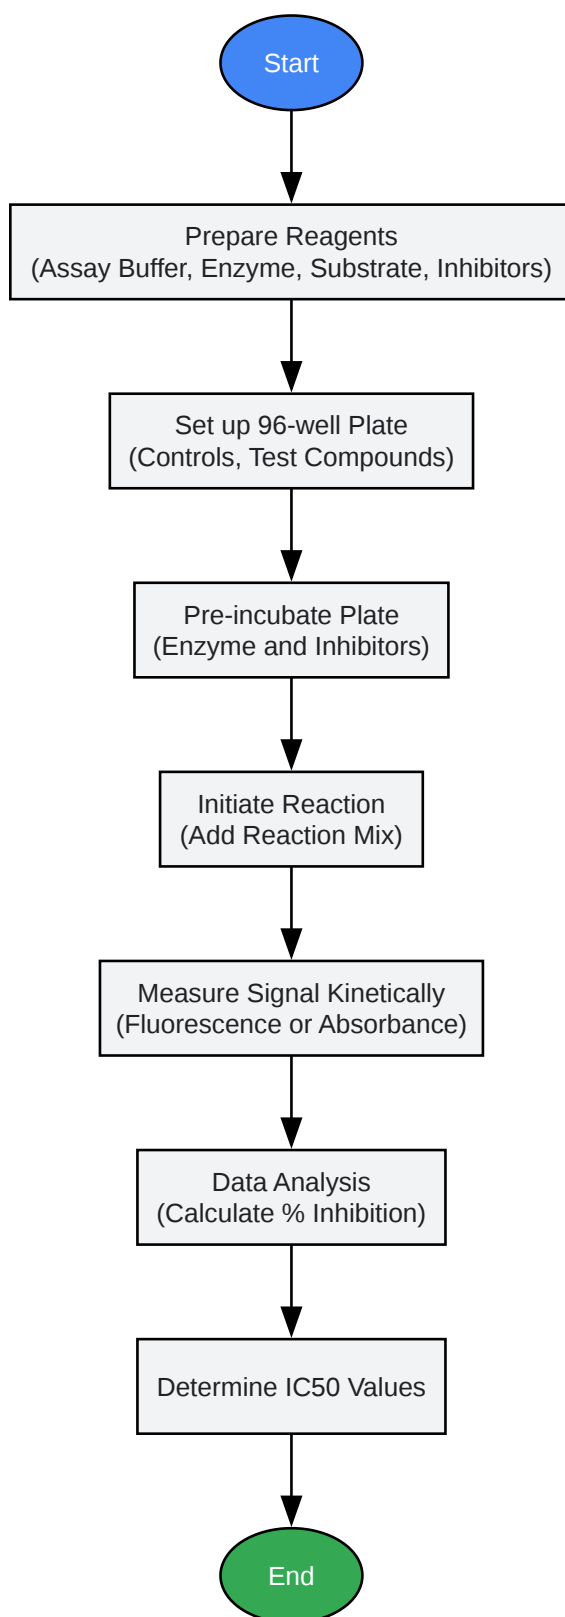 Start
Prepare Reagents
(Assay Buffer, Enzyme, Substrate, Inhibitors)
Set up 96-well Plate
(Controls, Test Compounds)
Pre-incubate Plate
(Enzyme and Inhibitors)
Initiate Reaction
(Add Reaction Mix)
Measure Signal Kinetically
(Fluorescence or Absorbance)
Data Analysis
(Calculate % Inhibition)
Determine IC50 Values
End